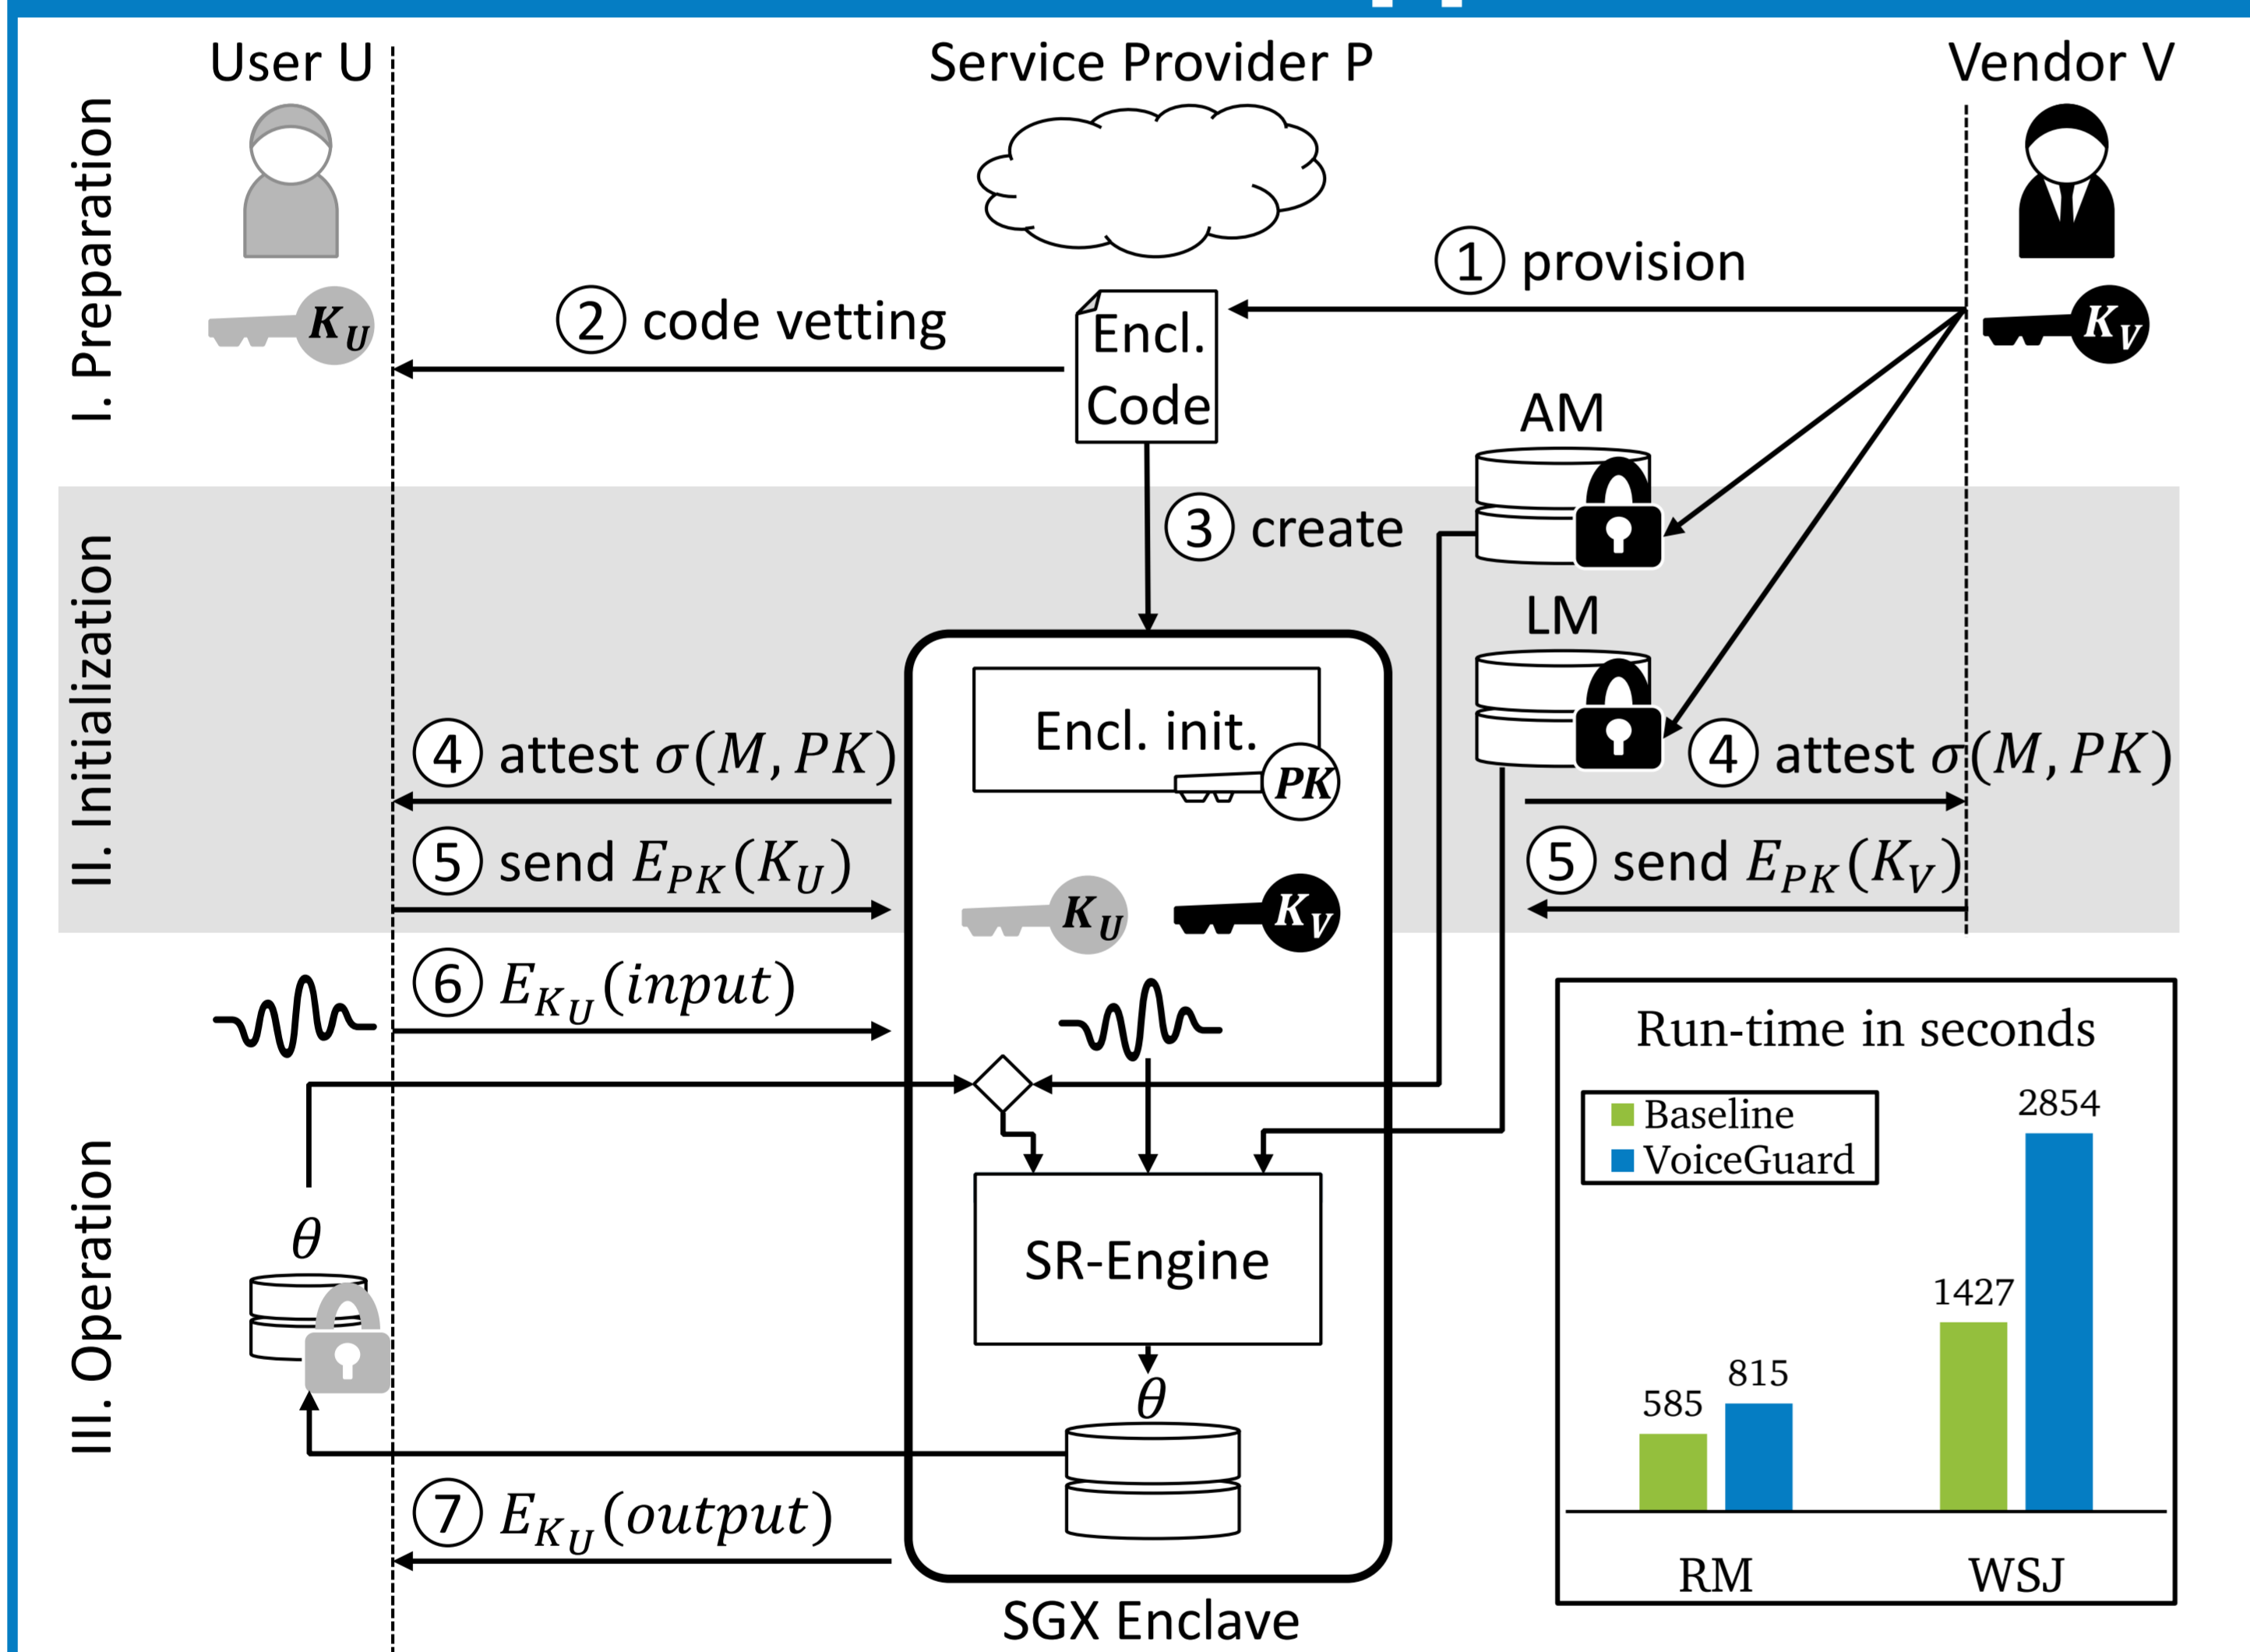 User U
Service Provider P
Vendor V
I. Preparation
K_U
② code vetting
Encl.
Code
① provision
K_V
AM
II. Initialization
③ create
LM
Encl. init.
PK
④ attest σ(M, PK)
④ attest σ(M, PK)
⑤ send E_PK(K_U)
⑤ send E_PK(K_V)
K_U
K_V
III. Operation
⑥ E_K_U(input)
θ
SR-Engine
θ
⑦ E_K_U(output)
SGX Enclave
Run-time in seconds
Baseline
VoiceGuard
585
815
1427
2854
RM
WSJ